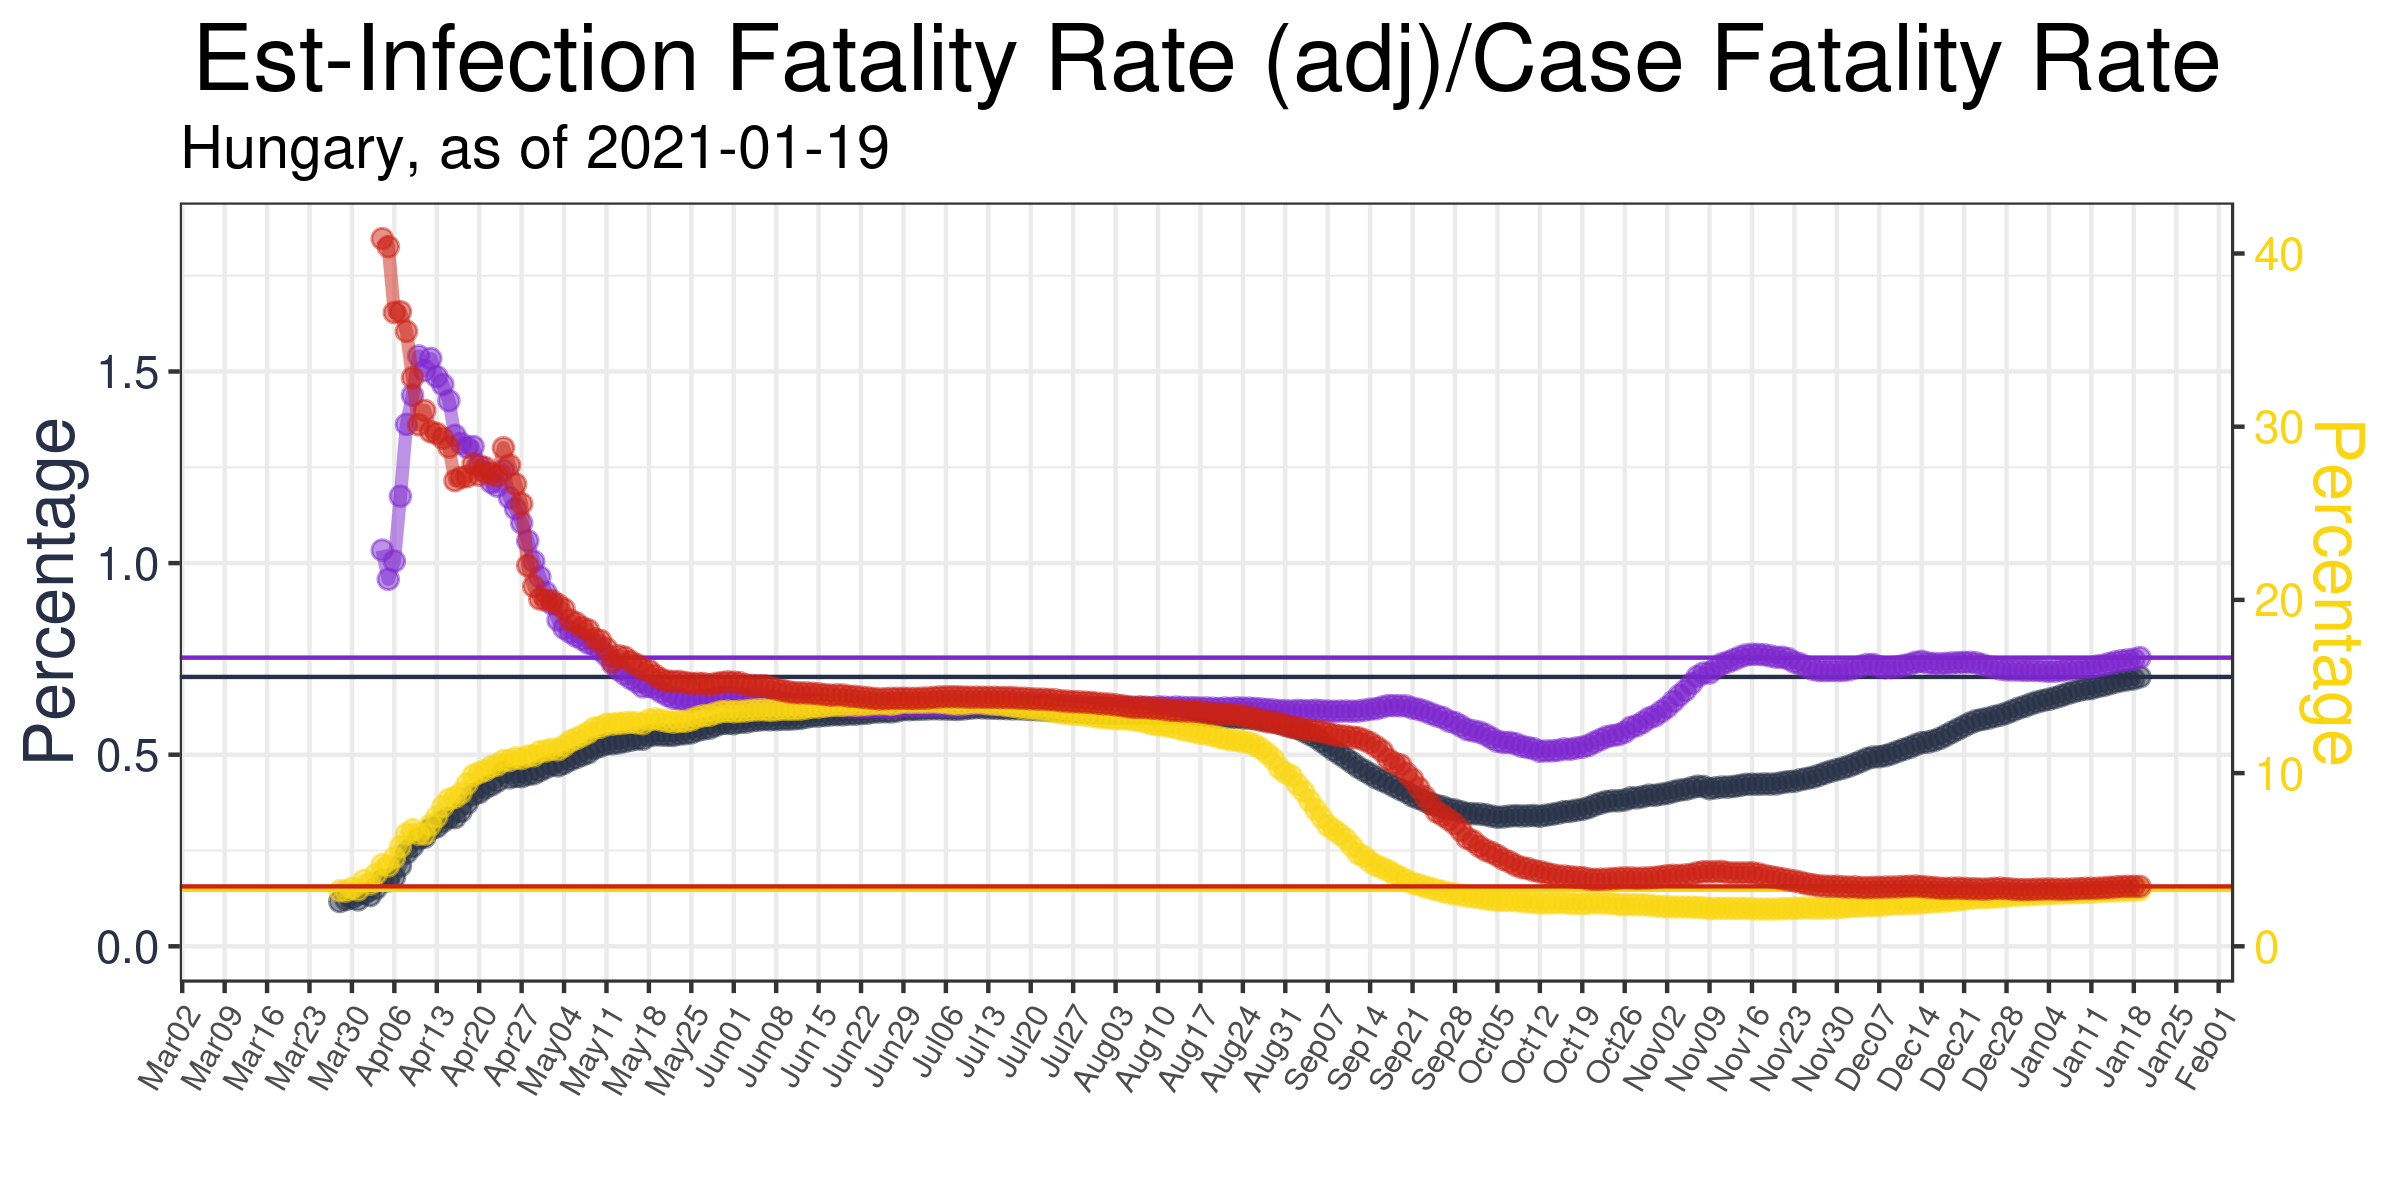 Est-Infection Fatality Rate (adj)/Case Fatality Rate
Hungary, as of 2021-01-19
Percentage
1.5
1.0
0.5
0.0
40
30
20
10
0
Percentage
Mar02
Mar09
Mar16
Mar23
Mar30
Apr06
Apr13
Apr20
Apr27
May04
May11
May18
May25
Jun01
Jun08
Jun15
Jun22
Jun29
Jul06
Jul13
Jul20
Jul27
Aug03
Aug10
Aug17
Aug24
Aug31
Sep07
Sep14
Sep21
Sep28
Oct05
Oct12
Oct19
Oct26
Nov02
Nov09
Nov16
Nov23
Nov30
Dec07
Dec14
Dec21
Dec28
Jan04
Jan11
Jan18
Jan25
Feb01